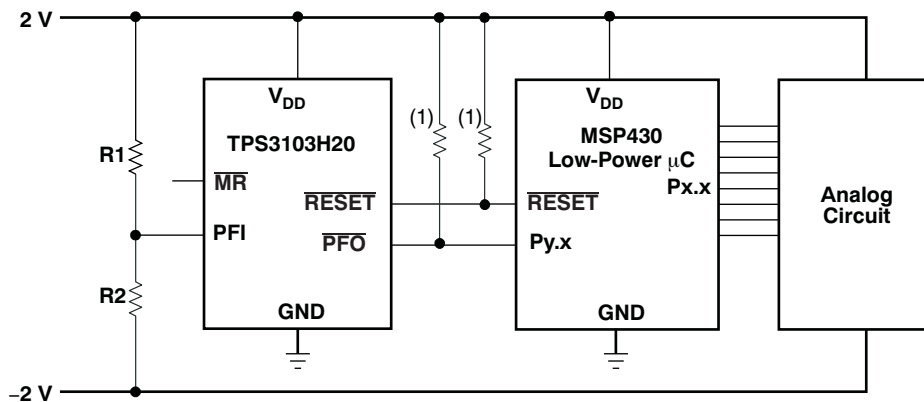 2 V
V_DD
TPS3103H20
R1
MR
RESET
PFI
PFO
R2
GND
(1) (1)
V_DD
MSP430
Low-Power μC
Px.x
RESET
Py.x
GND
Analog
Circuit
–2 V